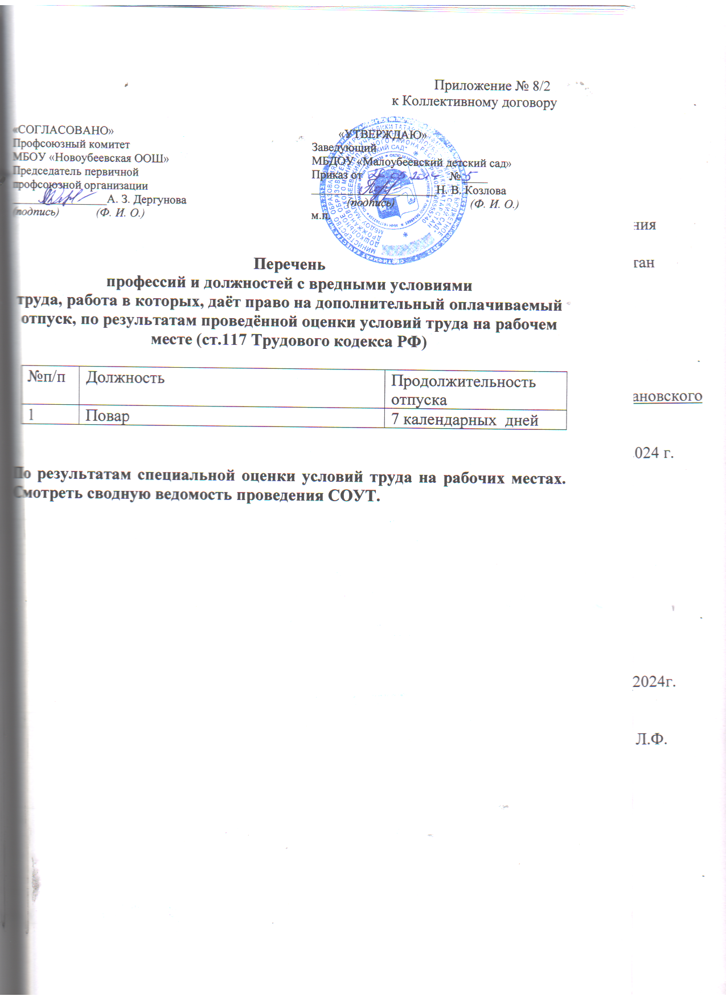 Приложение № 8/2
к Коллективному договору
«СОГЛАСОВАНО»
Профсоюзный комитет
МБОУ «Новоубеевская ООШ»
Председатель первичной
профсоюзной организации
А. З. Дергунова
(подпись) (Ф. И. О.)
«УТВЕРЖДАЮ»
Заведующий
МБДОУ «Малоубеевский детский сад»
Приказ от № 5
Н. В. Козлова
(подпись) (Ф. И. О.)
м.п.
Перечень
профессий и должностей с вредными условиями
труда, работа в которых, даёт право на дополнительный оплачиваемый
отпуск, по результатам проведённой оценки условий труда на рабочем
месте (ст.117 Трудового кодекса РФ)
№п/п Должность Продолжительность
отпуска
1 Повар 7 календарных дней
По результатам специальной оценки условий труда на рабочих местах.
Смотреть сводную ведомость проведения СОУТ.
ния
тан
ановского
024 г.
2024г.
Л.Ф.